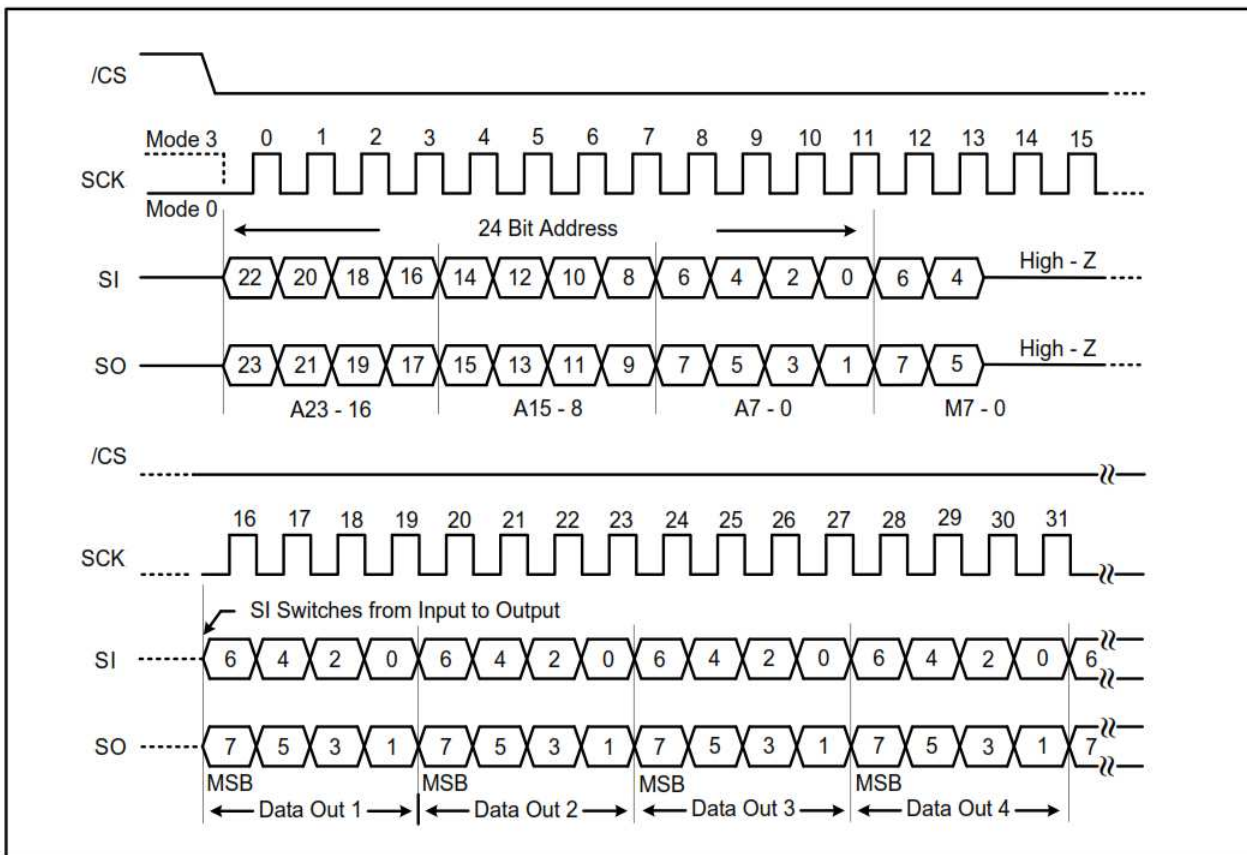 /CS
Mode 3 0 1 2 3 4 5 6 7 8 9 10 11 12 13 14 15
SCK
Mode 0
24 Bit Address
SI 22 20 18 16 14 12 10 8 6 4 2 0 6 4 High - Z
SO 23 21 19 17 15 13 11 9 7 5 3 1 7 5 High - Z
A23 - 16 A15 - 8 A7 - 0 M7 - 0
/CS
16 17 18 19 20 21 22 23 24 25 26 27 28 29 30 31
SCK
SI Switches from Input to Output
SI 6 4 2 0 6 4 2 0 6 4 2 0 6 4 2 0 6
SO 7 5 3 1 7 5 3 1 7 5 3 1 7 5 3 1 7
MSB MSB MSB MSB
Data Out 1 Data Out 2 Data Out 3 Data Out 4